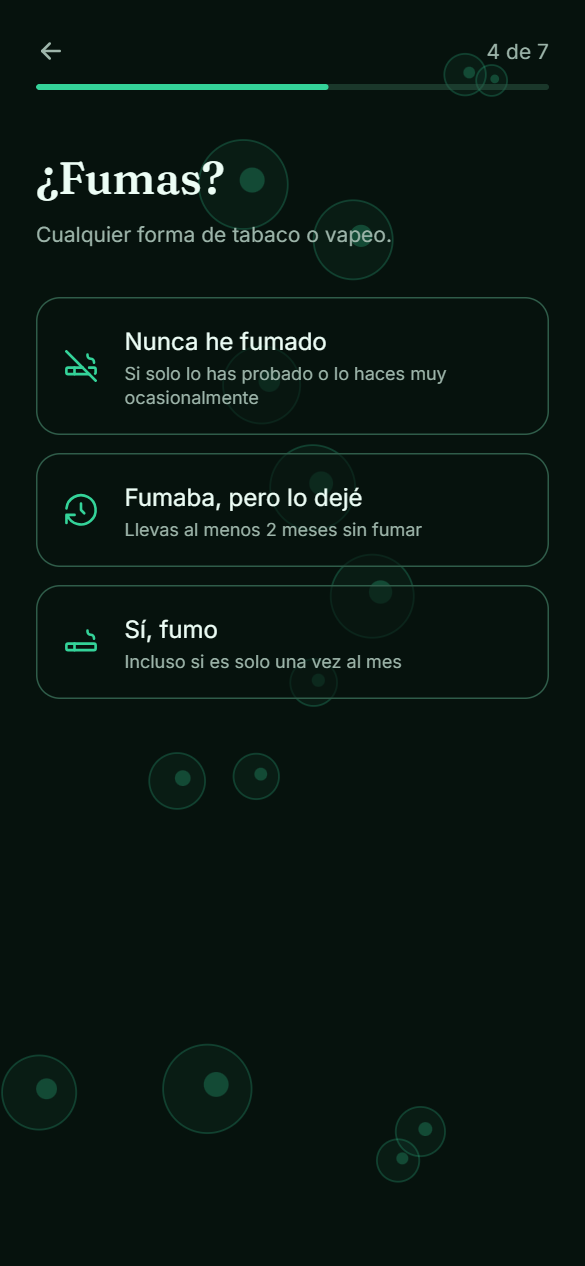 4 de 7
¿Fumas?
Cualquier forma de tabaco o vapeo.
Nunca he fumado
Si solo lo has probado o lo haces muy
ocasionalmente
Fumaba, pero lo dejé
Llevas al menos 2 meses sin fumar
Sí, fumo
Incluso si es solo una vez al mes